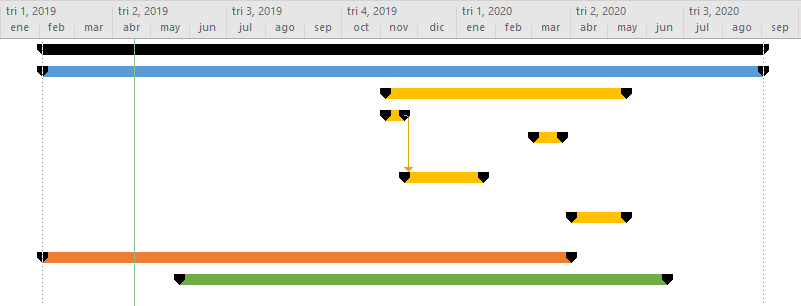 tri 1, 2019 tri 2, 2019 tri 3, 2019 tri 4, 2019 tri 1, 2020 tri 2, 2020 tri 3, 2020
ene feb mar abr may jun jul ago sep oct nov dic ene feb mar abr may jun jul ago sep